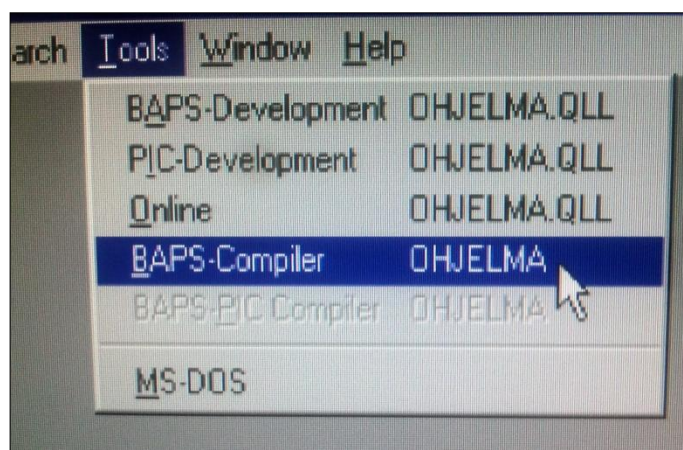 arch Tools Window Help
BAPS-Development OHJELMA.QLL
PIC-Development OHJELMA.QLL
Online OHJELMA.QLL
BAPS-Compiler OHJELMA
BAPS-PIC Compiler OHJELMA
MS-DOS